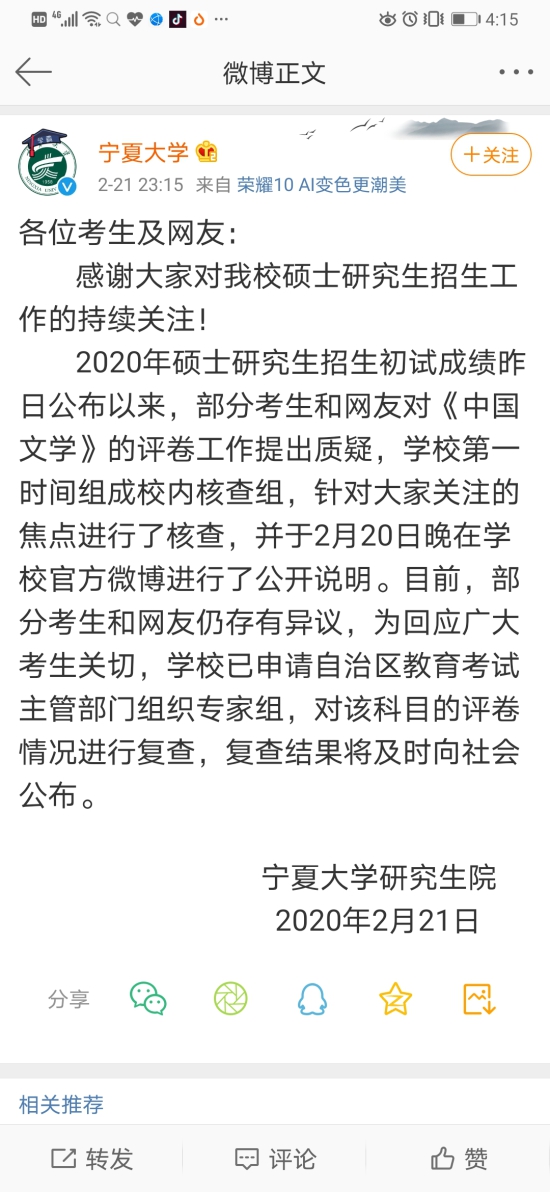 HD 4G 4:15
微博正文
宁夏大学
+关注
2-21 23:15 来自 荣耀10 AI变色更潮美
各位考生及网友：
感谢大家对我校硕士研究生招生工
作的持续关注！
2020年硕士研究生招生初试成绩昨
日公布以来，部分考生和网友对《中国
文学》的评卷工作提出质疑，学校第一
时间组成校内核查组，针对大家关注的
焦点进行了核查，并于2月20日晚在学
校官方微博进行了公开说明。目前，部
分考生和网友仍存有异议，为回应广大
考生关切，学校已申请自治区教育考试
主管部门组织专家组，对该科目的评卷
情况进行复查，复查结果将及时向社会
公布。
宁夏大学研究生院
2020年2月21日
分享
相关推荐
转发 评论 赞